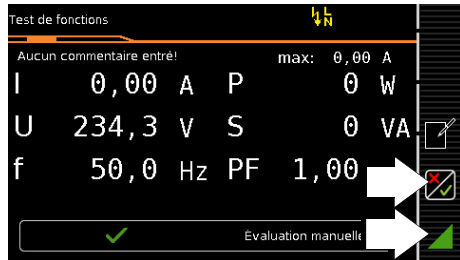 Test de fonctions
L N
Aucun commentaire entré! max: 0,00 A
I 0,00 A P 0 W
U 234,3 V S 0 VA
f 50,0 Hz PF 1,00
Évaluation manuelle